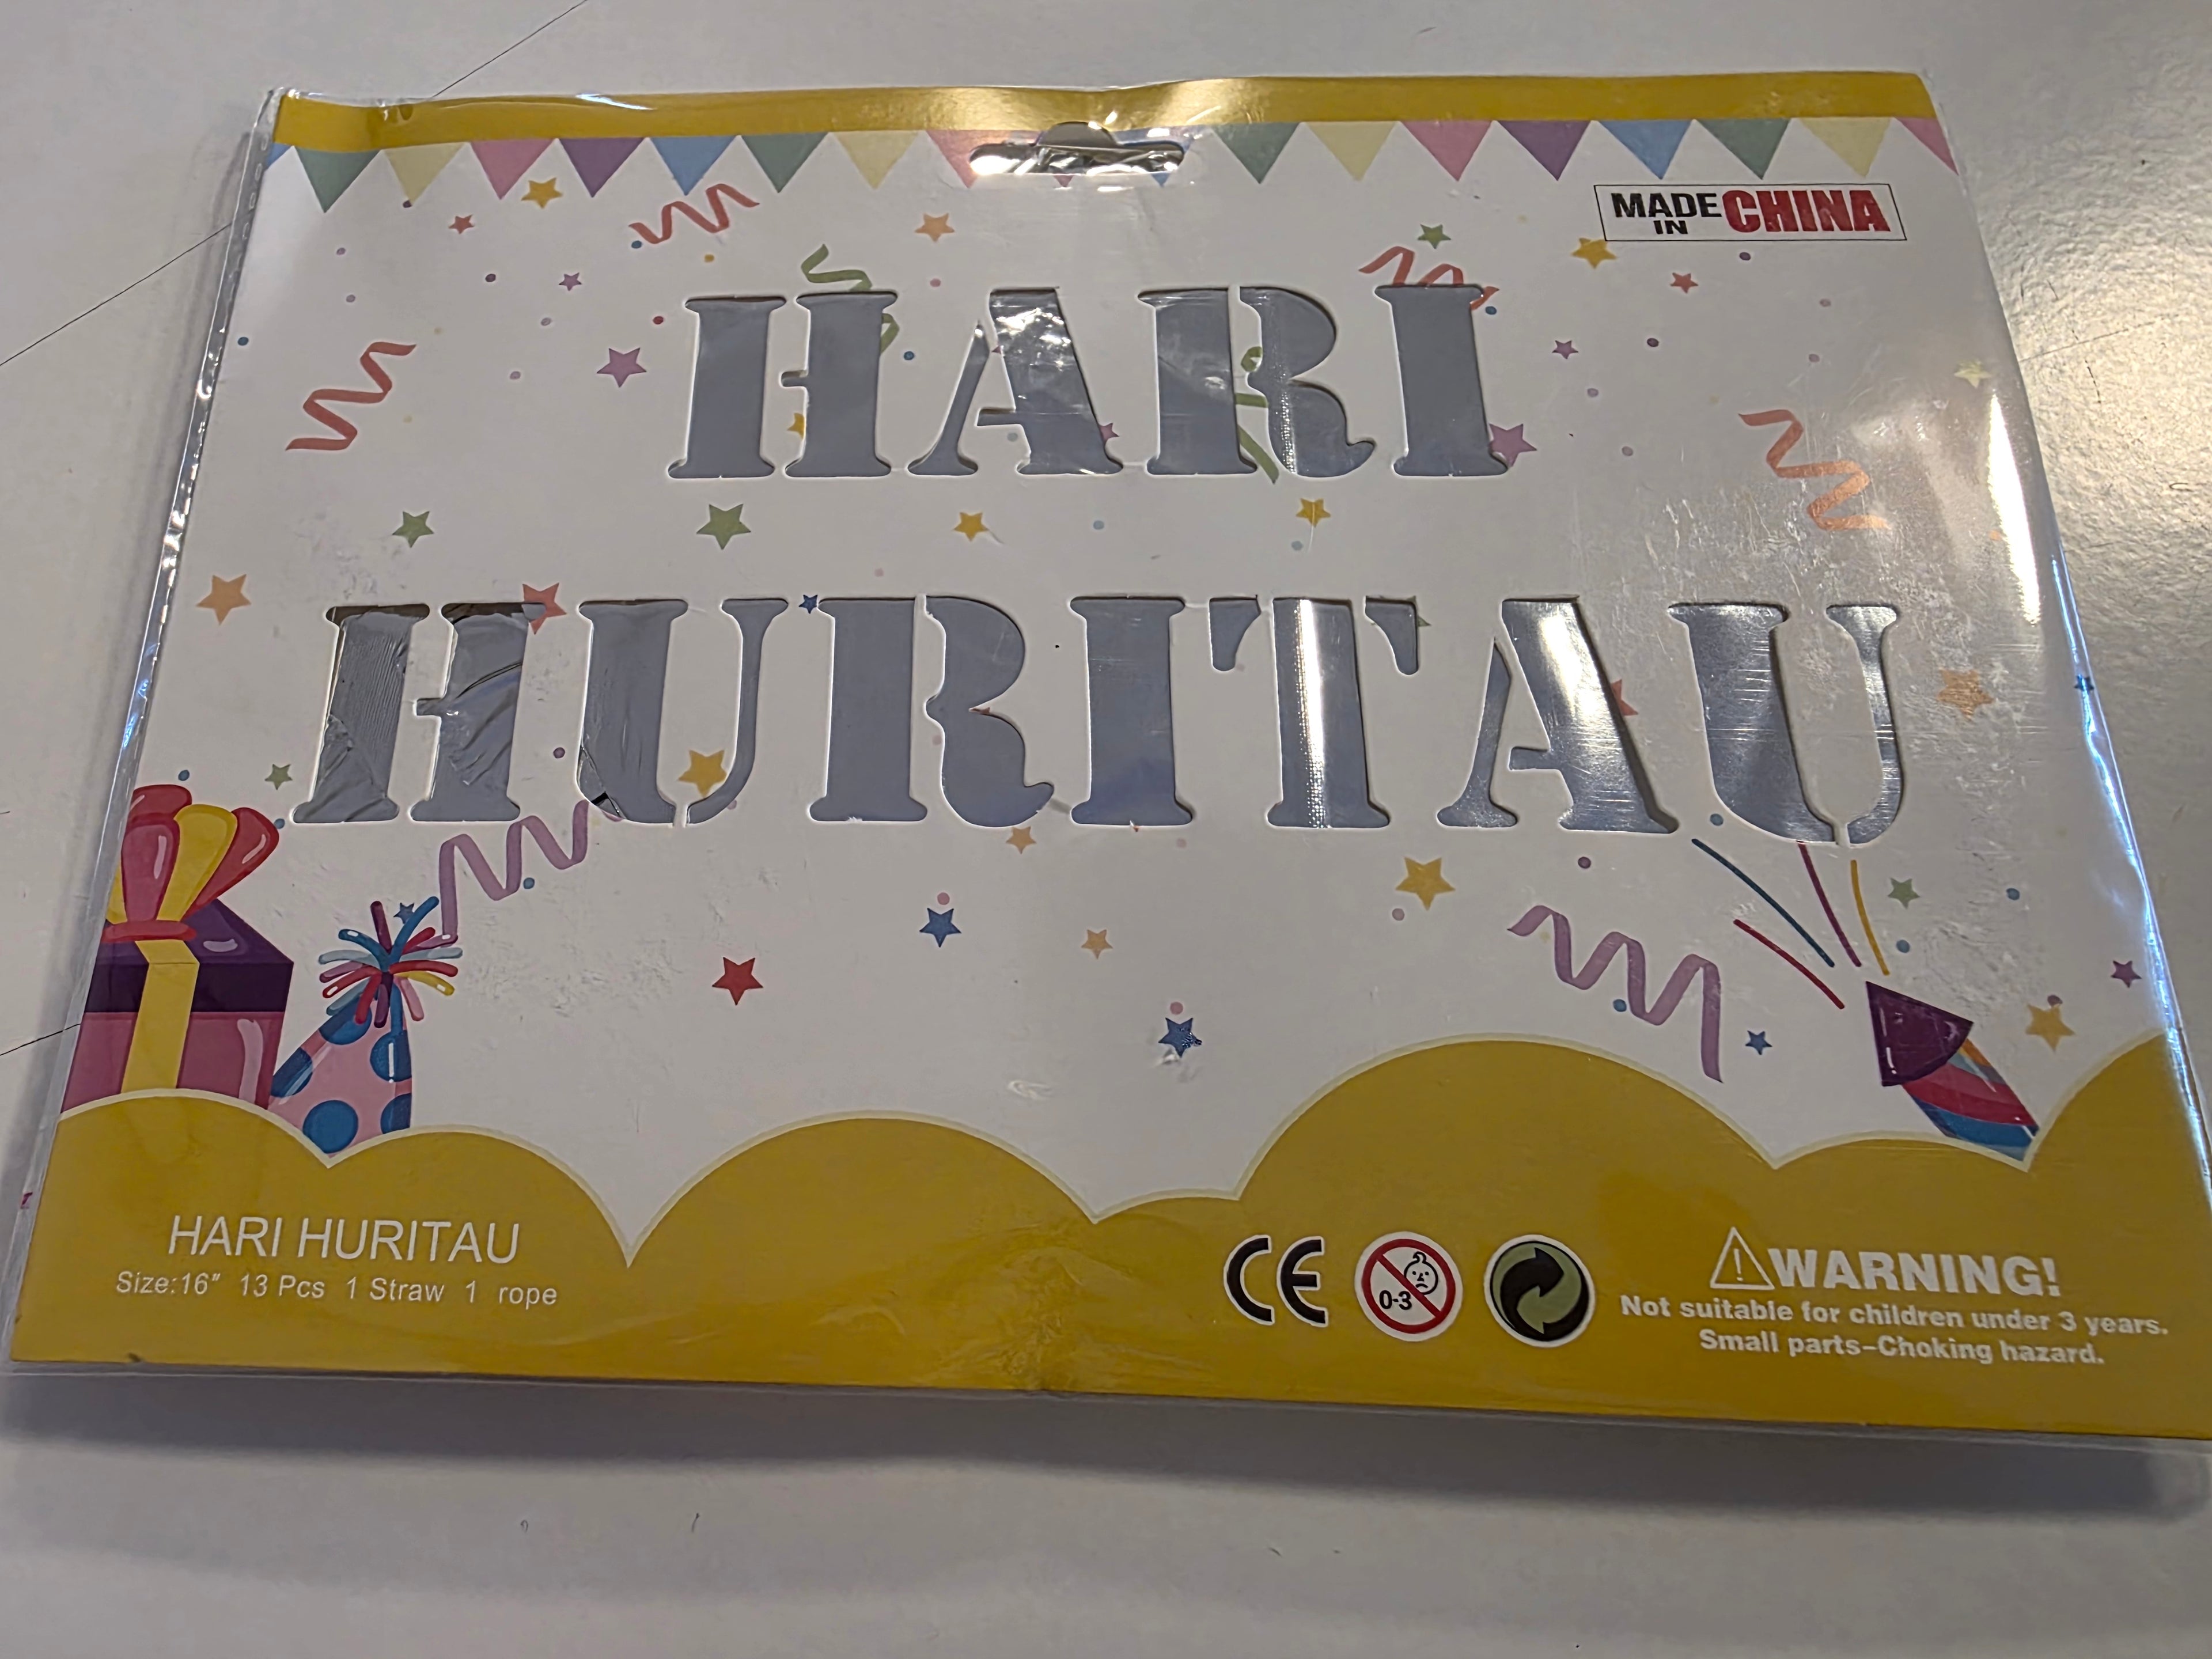 MADE IN CHINA
HARI
HURITAU
HARI HURITAU
Size:16" 13 Pcs 1 Straw 1 rope
CE
0-3
WARNING!
Not suitable for children under 3 years.
Small parts-Choking hazard.